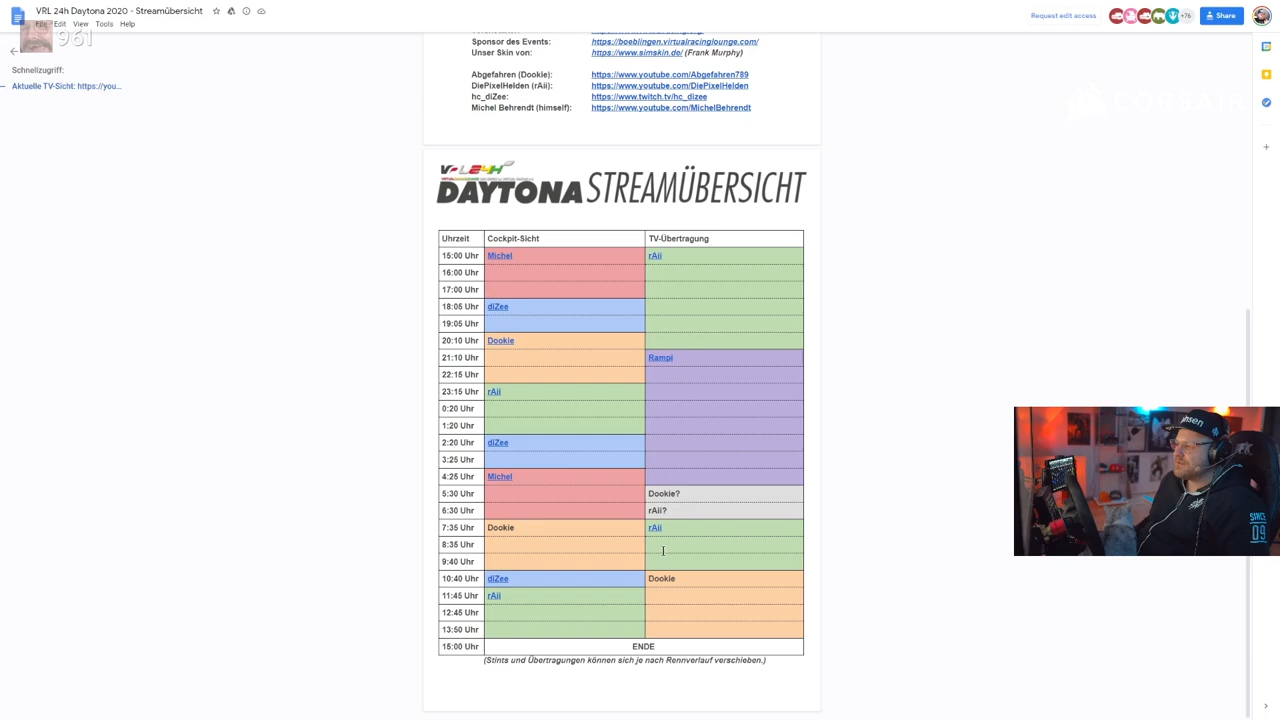 VRL 24h Daytona 2020 - Streamübersicht
File Edit View Tools Help
Request edit access
+76
Share
961
Schnellzugriff:
Aktuelle TV-Sicht: https://you...
Sponsor des Events: https://boeblingen.virtualracinglounge.com/
Unser Skin von: https://www.simskin.de/ (Frank Murphy)
Abgefahren (Dookie): https://www.youtube.com/Abgefahren789
DiePixelHelden (rAii): https://www.youtube.com/DiePixelHelden
hc_diZee: https://www.twitch.tv/hc_dizee
Michel Behrendt (himself): https://www.youtube.com/MichelBehrendt
CORSAIR
VRL24H
DAYTONA STREAMÜBERSICHT
Uhrzeit Cockpit-Sicht TV-Übertragung
15:00 Uhr Michel rAii
16:00 Uhr
17:00 Uhr
18:05 Uhr diZee
19:05 Uhr
20:10 Uhr Dookie
21:10 Uhr Rampi
22:15 Uhr
23:15 Uhr rAii
0:20 Uhr
1:20 Uhr
2:20 Uhr diZee
3:25 Uhr
4:25 Uhr Michel
5:30 Uhr Dookie?
6:30 Uhr rAii?
7:35 Uhr Dookie rAii
8:35 Uhr
9:40 Uhr
10:40 Uhr diZee Dookie
11:45 Uhr rAii
12:45 Uhr
13:50 Uhr
15:00 Uhr ENDE
(Stints und Übertragungen können sich je nach Rennverlauf verschieben.)
SINCE
09